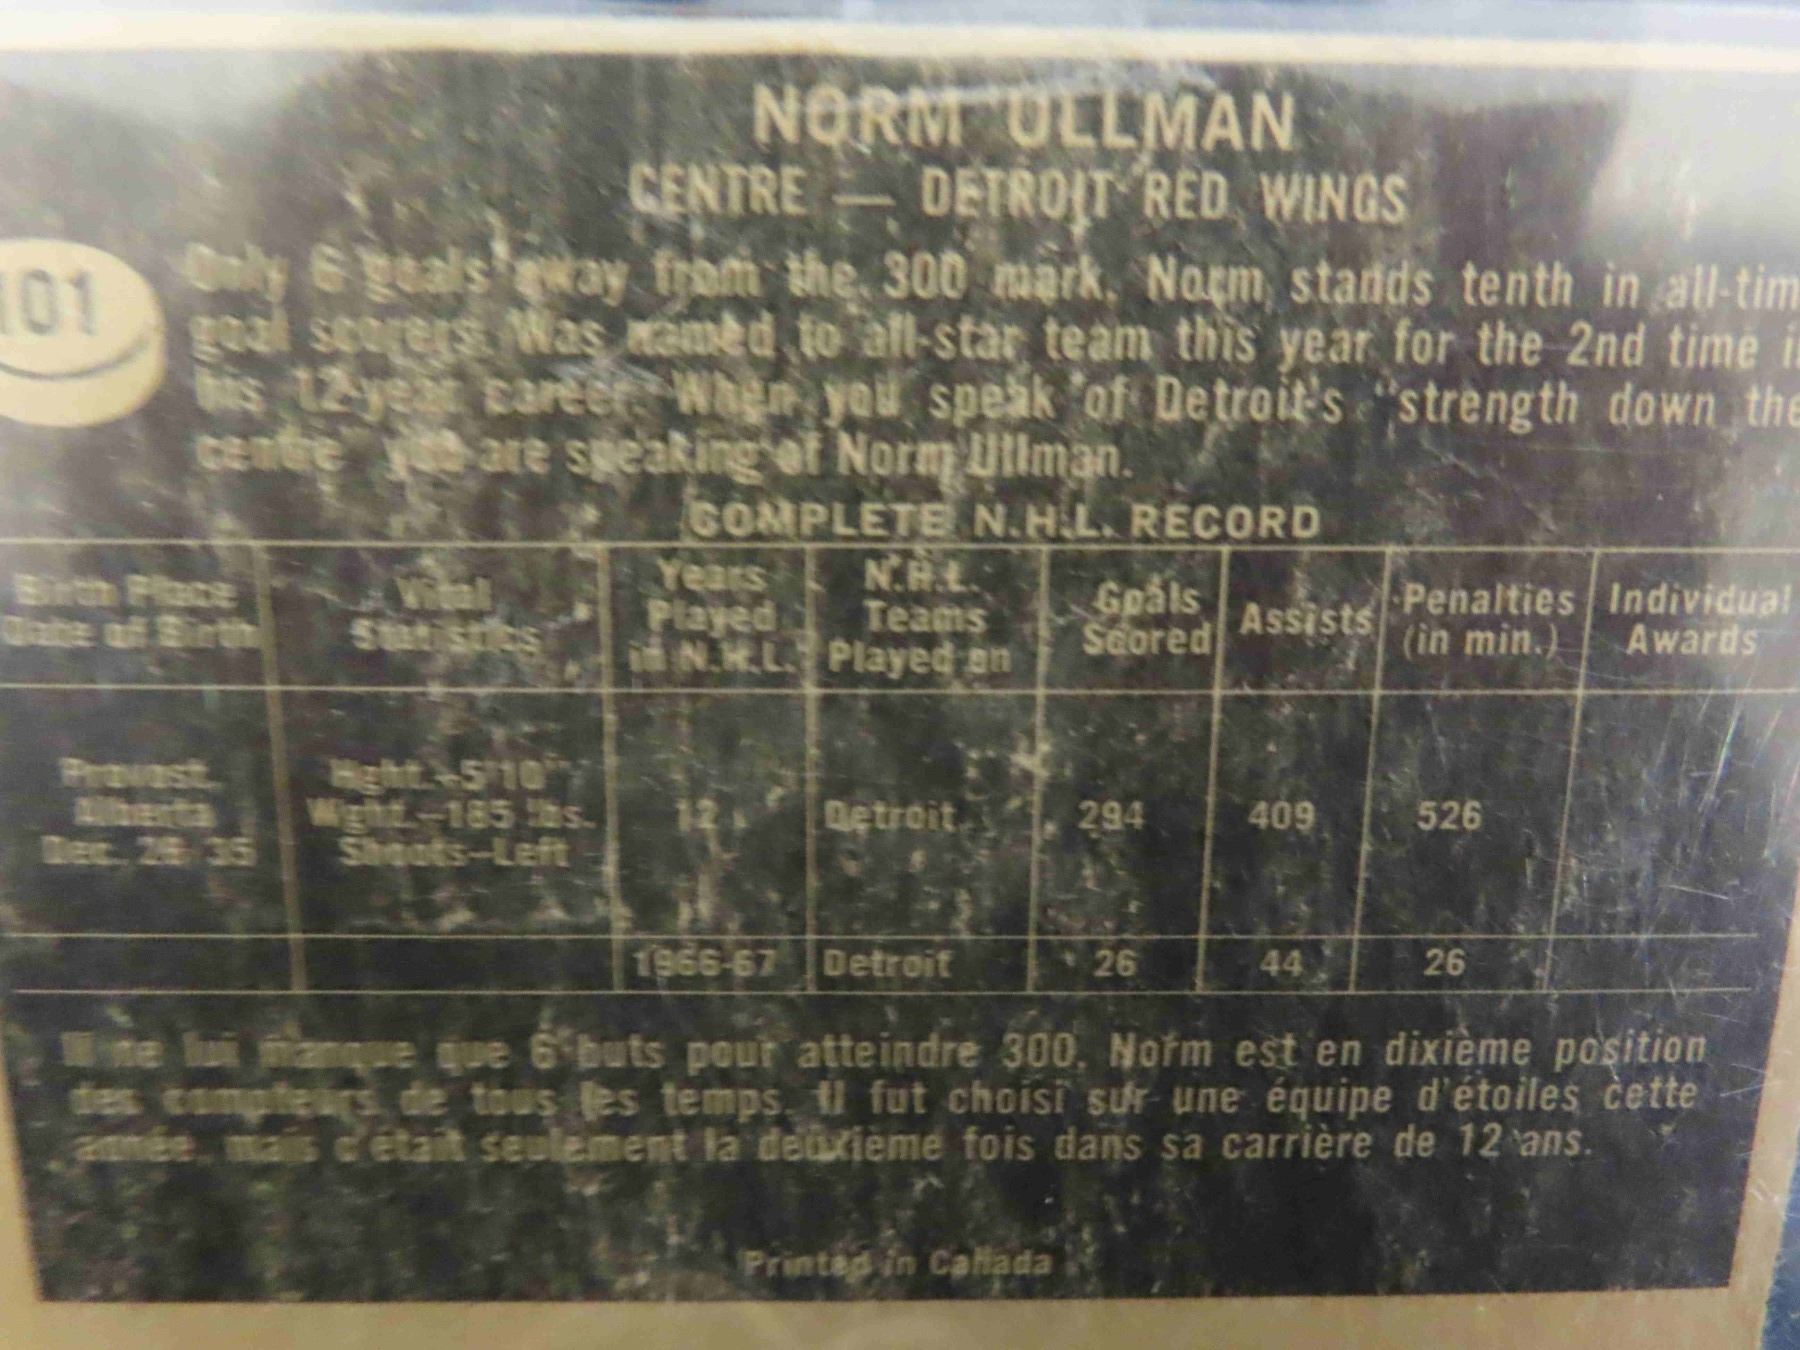 NORM ULLMAN
CENTRE — DETROIT RED WINGS
101
Only 6 goals away from the 300 mark. Norm stands tenth in all-tim
goal scorers. Was named to all-star team this year for the 2nd time i
his 12-year career. When you speak of Detroit's "strength down the
centre you are speaking of Norm Ullman.
COMPLETE N.H.L. RECORD
Birth Place
Date of Birth
Vital
Statistics
Years
Played
in N.H.L.
N.H.L.
Teams
Played on
Goals
Scored
Assists
Penalties
(in min.)
Individual
Awards
Provost.
Alberta
Dec. 26 35
Hght.—5'10"
Wght.—185 lbs.
Shoots—Left
12
Detroit
294
409
526
1966-67
Detroit
26
44
26
Il ne lui manque que 6 buts pour atteindre 300. Norm est en dixième position
des compteurs de tous les temps. Il fut choisi sur une équipe d'étoiles cette
année, mais c'était seulement la deuxième fois dans sa carrière de 12 ans.
Printed in Canada